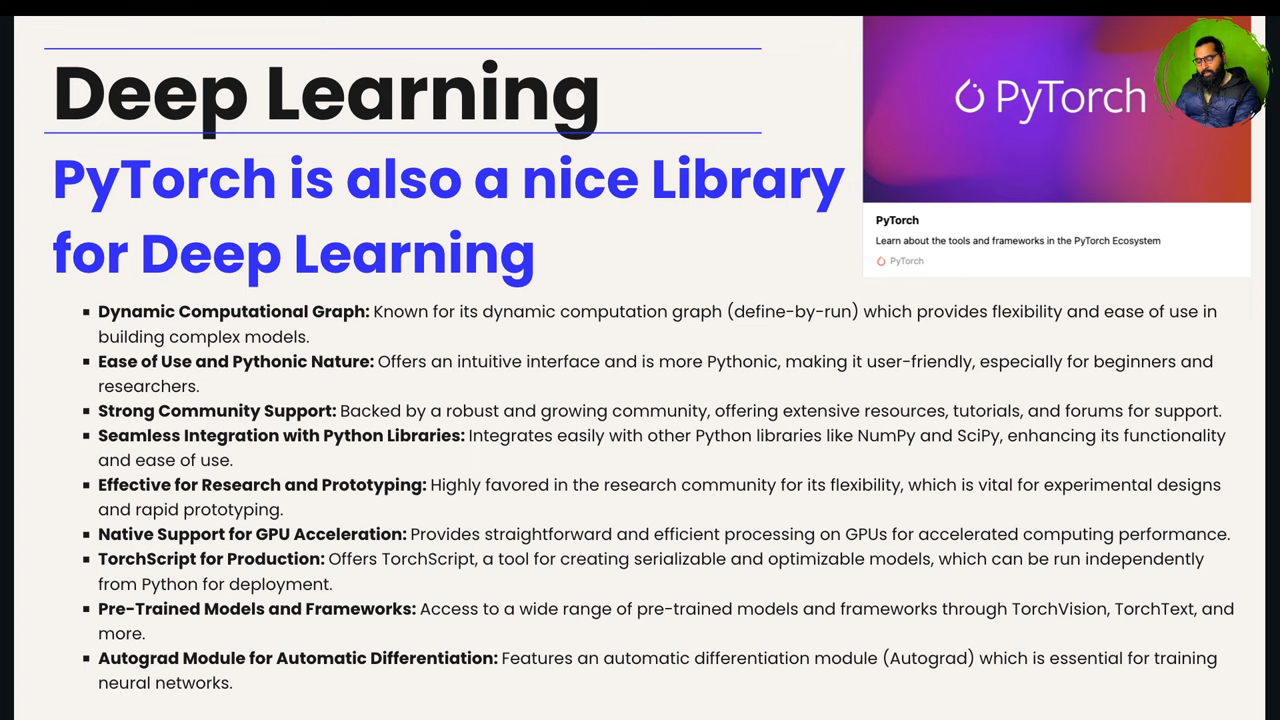 Deep Learning
PyTorch is also a nice Library
for Deep Learning
PyTorch
PyTorch
Learn about the tools and frameworks in the PyTorch Ecosystem
PyTorch
▪ Dynamic Computational Graph: Known for its dynamic computation graph (define-by-run) which provides flexibility and ease of use in
building complex models.
▪ Ease of Use and Pythonic Nature: Offers an intuitive interface and is more Pythonic, making it user-friendly, especially for beginners and
researchers.
▪ Strong Community Support: Backed by a robust and growing community, offering extensive resources, tutorials, and forums for support.
▪ Seamless Integration with Python Libraries: Integrates easily with other Python libraries like NumPy and SciPy, enhancing its functionality
and ease of use.
▪ Effective for Research and Prototyping: Highly favored in the research community for its flexibility, which is vital for experimental designs
and rapid prototyping.
▪ Native Support for GPU Acceleration: Provides straightforward and efficient processing on GPUs for accelerated computing performance.
▪ TorchScript for Production: Offers TorchScript, a tool for creating serializable and optimizable models, which can be run independently
from Python for deployment.
▪ Pre-Trained Models and Frameworks: Access to a wide range of pre-trained models and frameworks through TorchVision, TorchText, and
more.
▪ Autograd Module for Automatic Differentiation: Features an automatic differentiation module (Autograd) which is essential for training
neural networks.